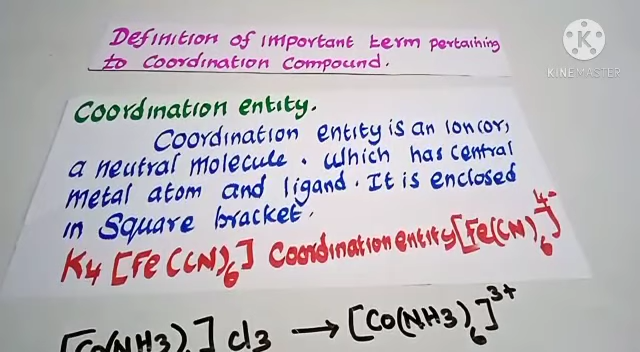 Definition of important term pertaining
to Coordination Compound.
KINEMASTER
Coordination entity.
Coordination entity is an ion (or,
a neutral molecule. which has central
metal atom and ligand. It is enclosed
in Square bracket.
K4 [Fe(CN)6] Coordination entity [Fe(CN)6]4-
[Co(NH3)6] Cl3 → [Co(NH3)6]3+